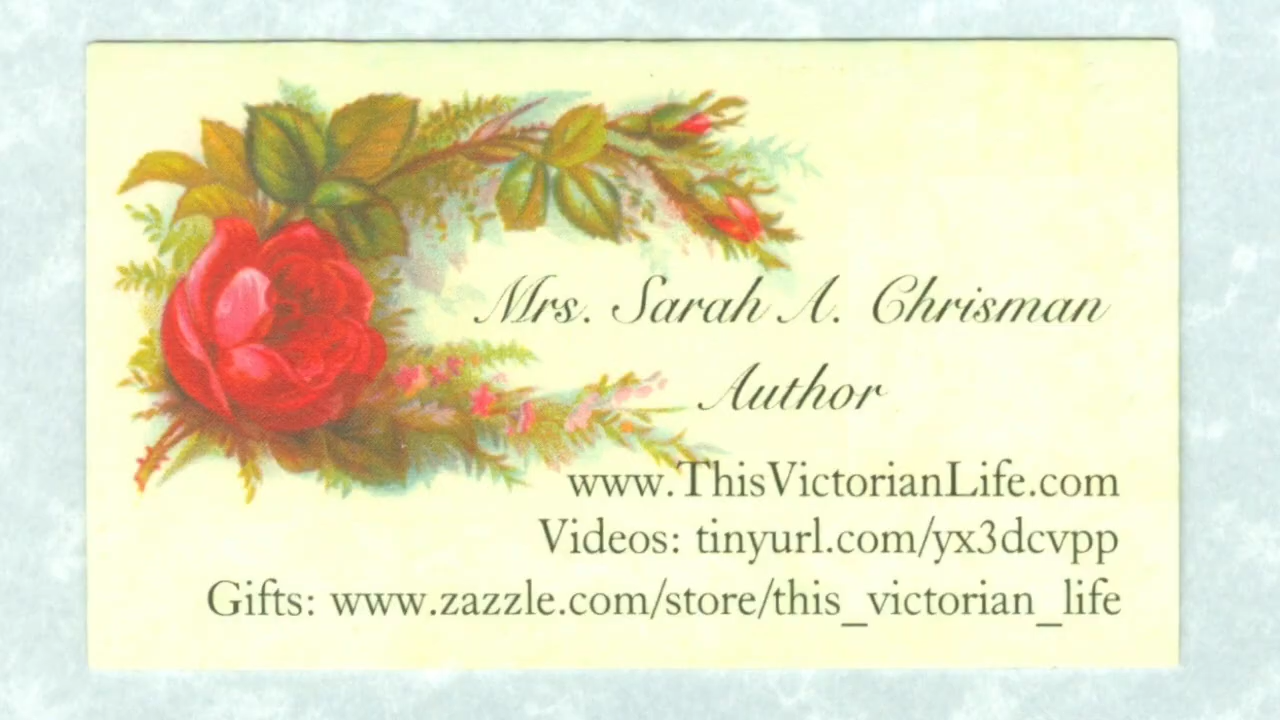 Mrs. Sarah A. Chrisman
Author
www.ThisVictorianLife.com
Videos: tinyurl.com/yx3dcvpp
Gifts: www.zazzle.com/store/this_victorian_life